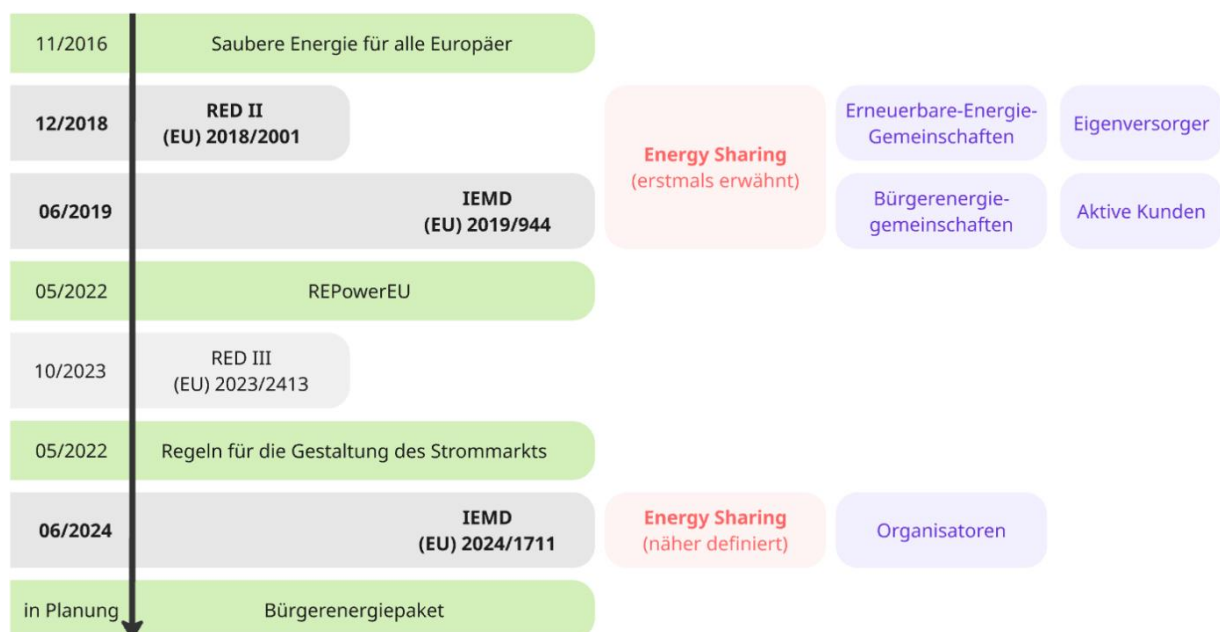 11/2016
Saubere Energie für alle Europäer
12/2018
RED II
(EU) 2018/2001
Energy Sharing
(erstmals erwähnt)
Erneuerbare-Energie-
Gemeinschaften
Eigenversorger
06/2019
IEMD
(EU) 2019/944
Bürgerenergie-
gemeinschaften
Aktive Kunden
05/2022
REPowerEU
10/2023
RED III
(EU) 2023/2413
05/2022
Regeln für die Gestaltung des Strommarkts
06/2024
IEMD
(EU) 2024/1711
Energy Sharing
(näher definiert)
Organisatoren
in Planung
Bürgerenergiepaket